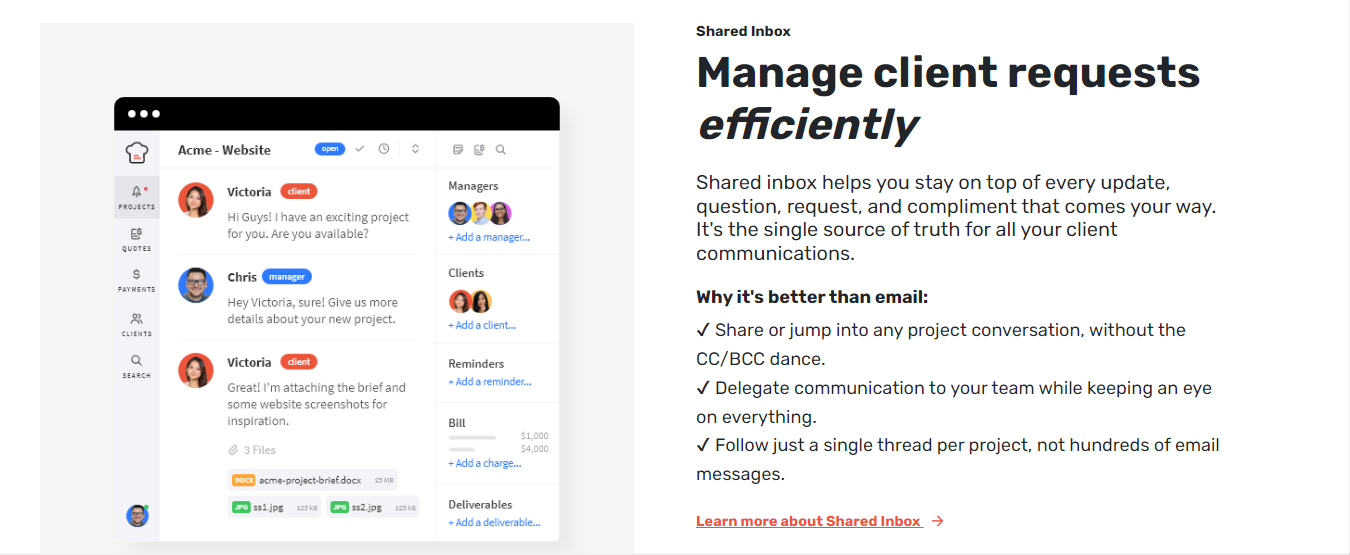 Shared Inbox
Manage client requests
efficiently
Shared inbox helps you stay on top of every update,
question, request, and compliment that comes your way.
It's the single source of truth for all your client
communications.
Why it's better than email:
✓ Share or jump into any project conversation, without the
CC/BCC dance.
✓ Delegate communication to your team while keeping an eye
on everything.
✓ Follow just a single thread per project, not hundreds of email
messages.
Learn more about Shared Inbox →
Acme - Website
open
PROJECTS
QUOTES
PAYMENTS
CLIENTS
SEARCH
Victoria client
Hi Guys! I have an exciting project
for you. Are you available?
Chris manager
Hey Victoria, sure! Give us more
details about your new project.
Victoria client
Great! I'm attaching the brief and
some website screenshots for
inspiration.
3 Files
DOCX acme-project-brief.docx 25 MB
JPG ss1.jpg 125 kB JPG ss2.jpg 125 kB
Managers
+ Add a manager...
Clients
+ Add a client...
Reminders
+ Add a reminder...
Bill
$1,000
$4,000
+ Add a charge...
Deliverables
+ Add a deliverable...